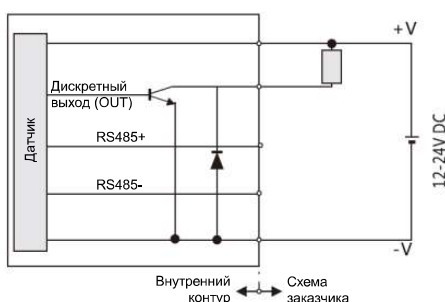 +V
Дискретный
выход (OUT)
Датчик
RS485+
12-24V DC
RS485-
-V
Внутренний
контур
Схема
заказчика